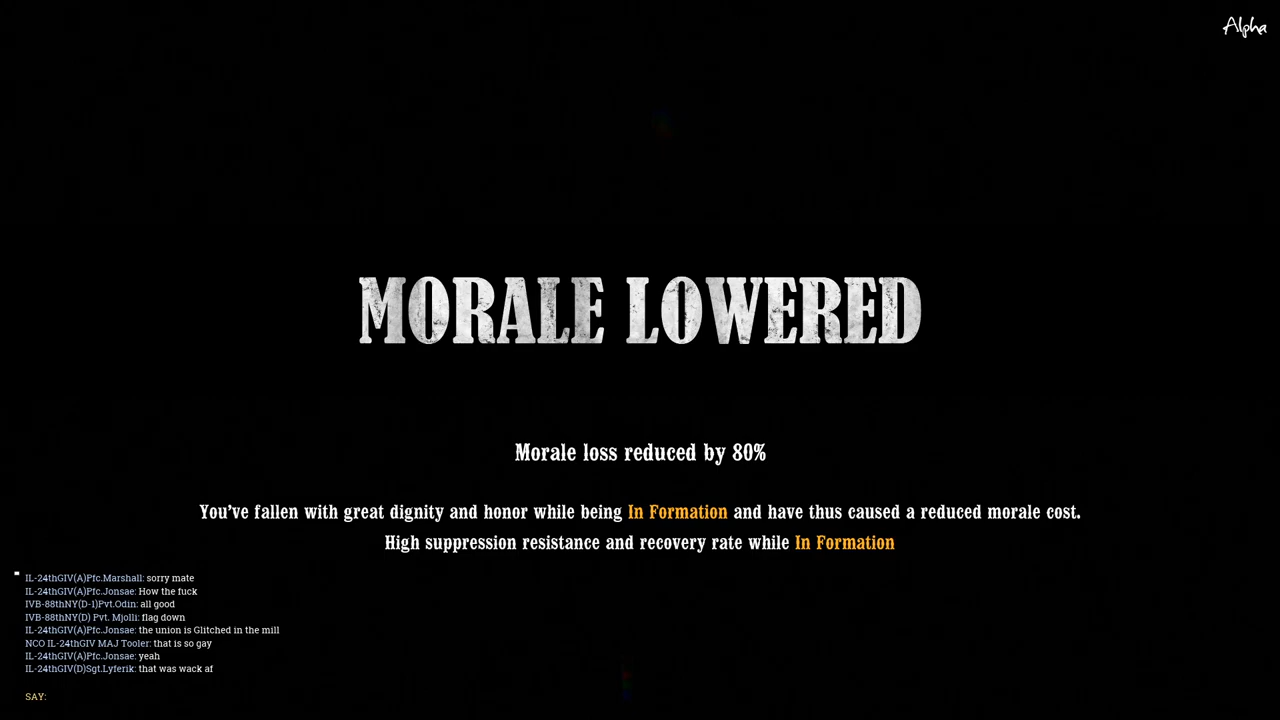 Alpha
MORALE LOWERED
Morale loss reduced by 80%
You've fallen with great dignity and honor while being In Formation and have thus caused a reduced morale cost.
High suppression resistance and recovery rate while In Formation
IL-24thGIV(A)Pfc.Marshall: sorry mate
IL-24thGIV(A)Pfc.Jonsae: How the fuck
IVB-88thNY(D-1)Pvt.Odin: all good
IVB-88thNY(D) Pvt. Mjolli: flag down
IL-24thGIV(A)Pfc.Jonsae: the union is Glitched in the mill
NCO IL-24thGIV MAJ Tooler: that is so gay
IL-24thGIV(A)Pfc.Jonsae: yeah
IL-24thGIV(D)Sgt.Lyferik: that was wack af
SAY: